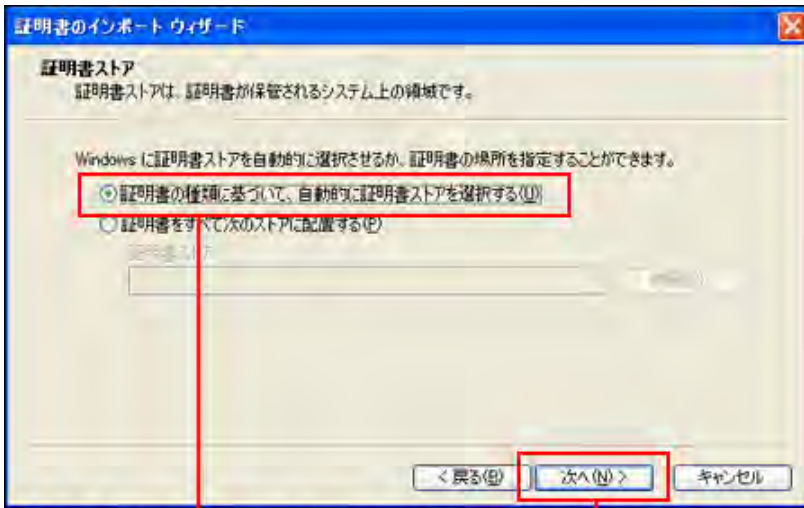 証明書のインポート ウィザード
証明書ストア
証明書ストアは、証明書が保管されるシステム上の領域です。
Windows に証明書ストアを自動的に選択させるか、証明書の場所を指定することができます。
証明書の種類に基づいて、自動的に証明書ストアを選択する(U)
証明書をすべて次のストアに配置する(P)
証明書ストア
< 戻る(B)
次へ(N) >
キャンセル